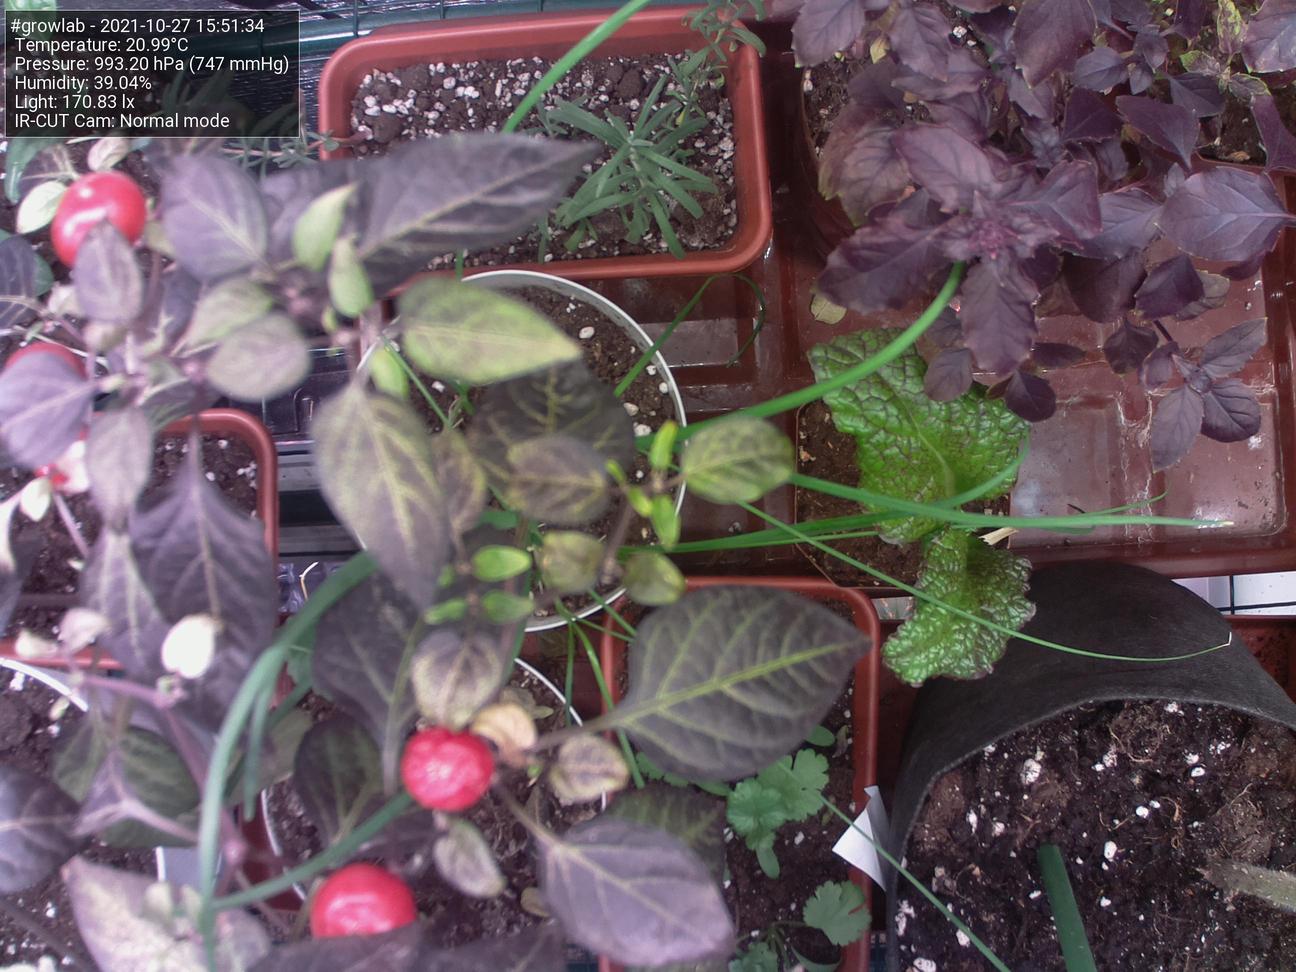 #growlab - 2021-10-27 15:51:34
Temperature: 20.99°C
Pressure: 993.20 hPa (747 mmHg)
Humidity: 39.04%
Light: 170.83 lx
IR-CUT Cam: Normal mode